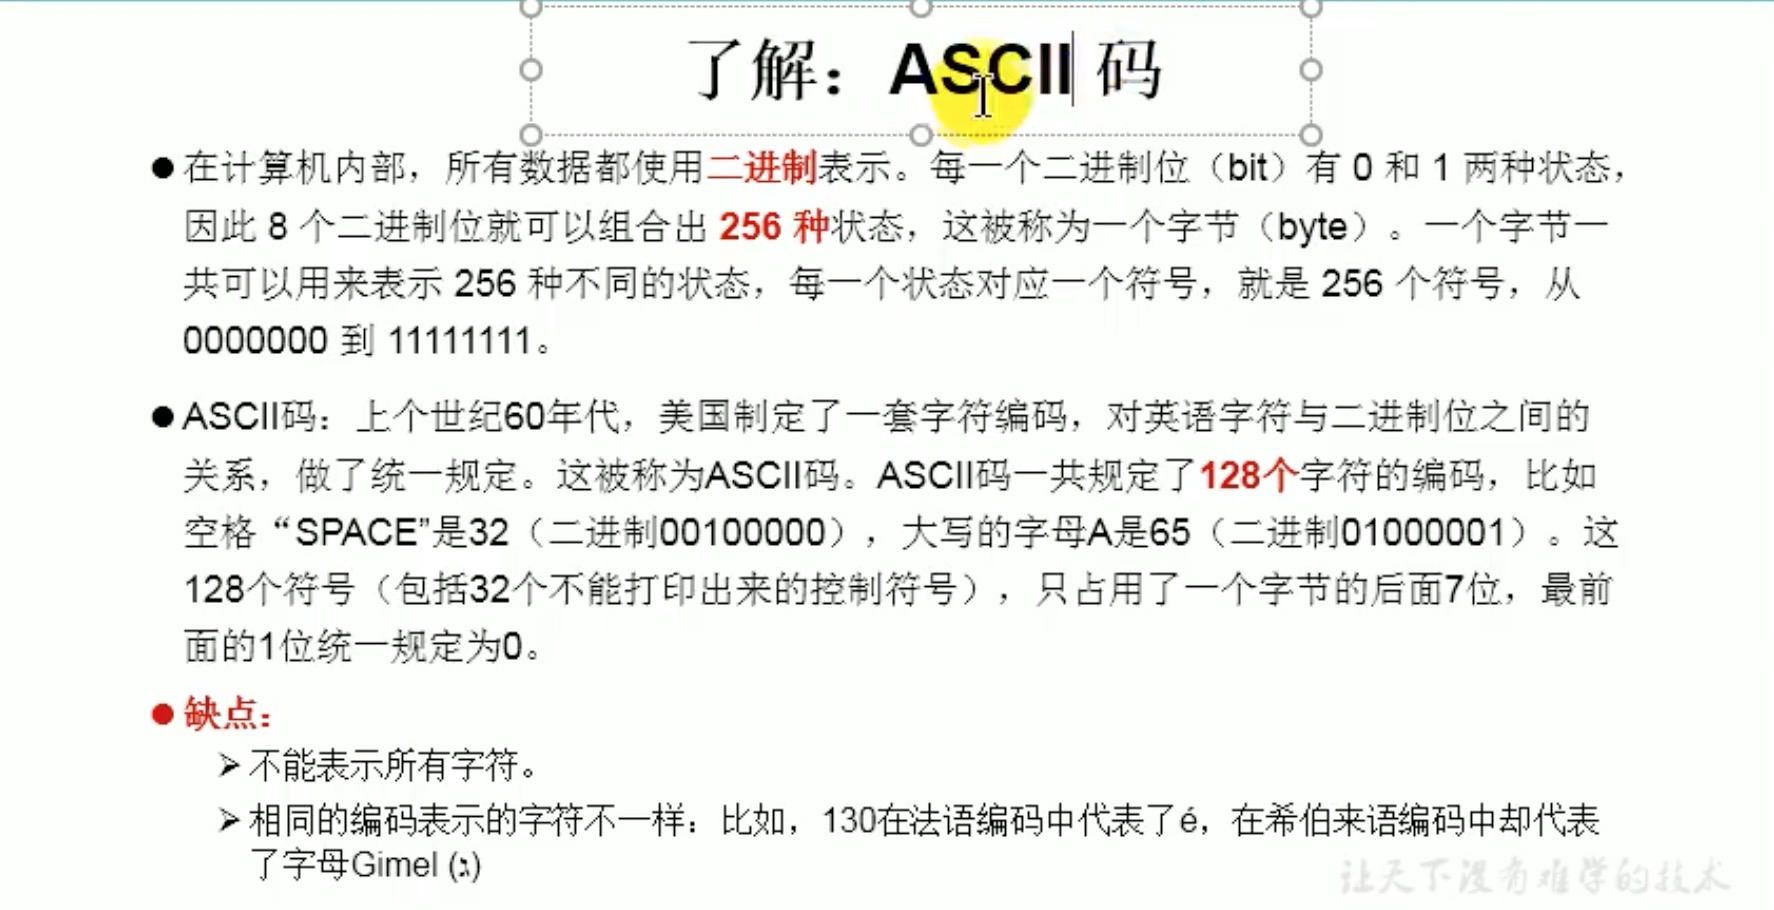 了解：ASCII 码
●在计算机内部，所有数据都使用二进制表示。每一个二进制位（bit）有 0 和 1 两种状态，
因此 8 个二进制位就可以组合出 256 种状态，这被称为一个字节（byte）。一个字节一
共可以用来表示 256 种不同的状态，每一个状态对应一个符号，就是 256 个符号，从
0000000 到 11111111。
●ASCII码：上个世纪60年代，美国制定了一套字符编码，对英语字符与二进制位之间的
关系，做了统一规定。这被称为ASCII码。ASCII码一共规定了128个字符的编码，比如
空格“SPACE”是32（二进制00100000），大写的字母A是65（二进制01000001）。这
128个符号（包括32个不能打印出来的控制符号），只占用了一个字节的后面7位，最前
面的1位统一规定为0。
●缺点：
➢不能表示所有字符。
➢相同的编码表示的字符不一样：比如，130在法语编码中代表了é，在希伯来语编码中却代表
了字母Gimel (ג)
让天下没有难学的技术